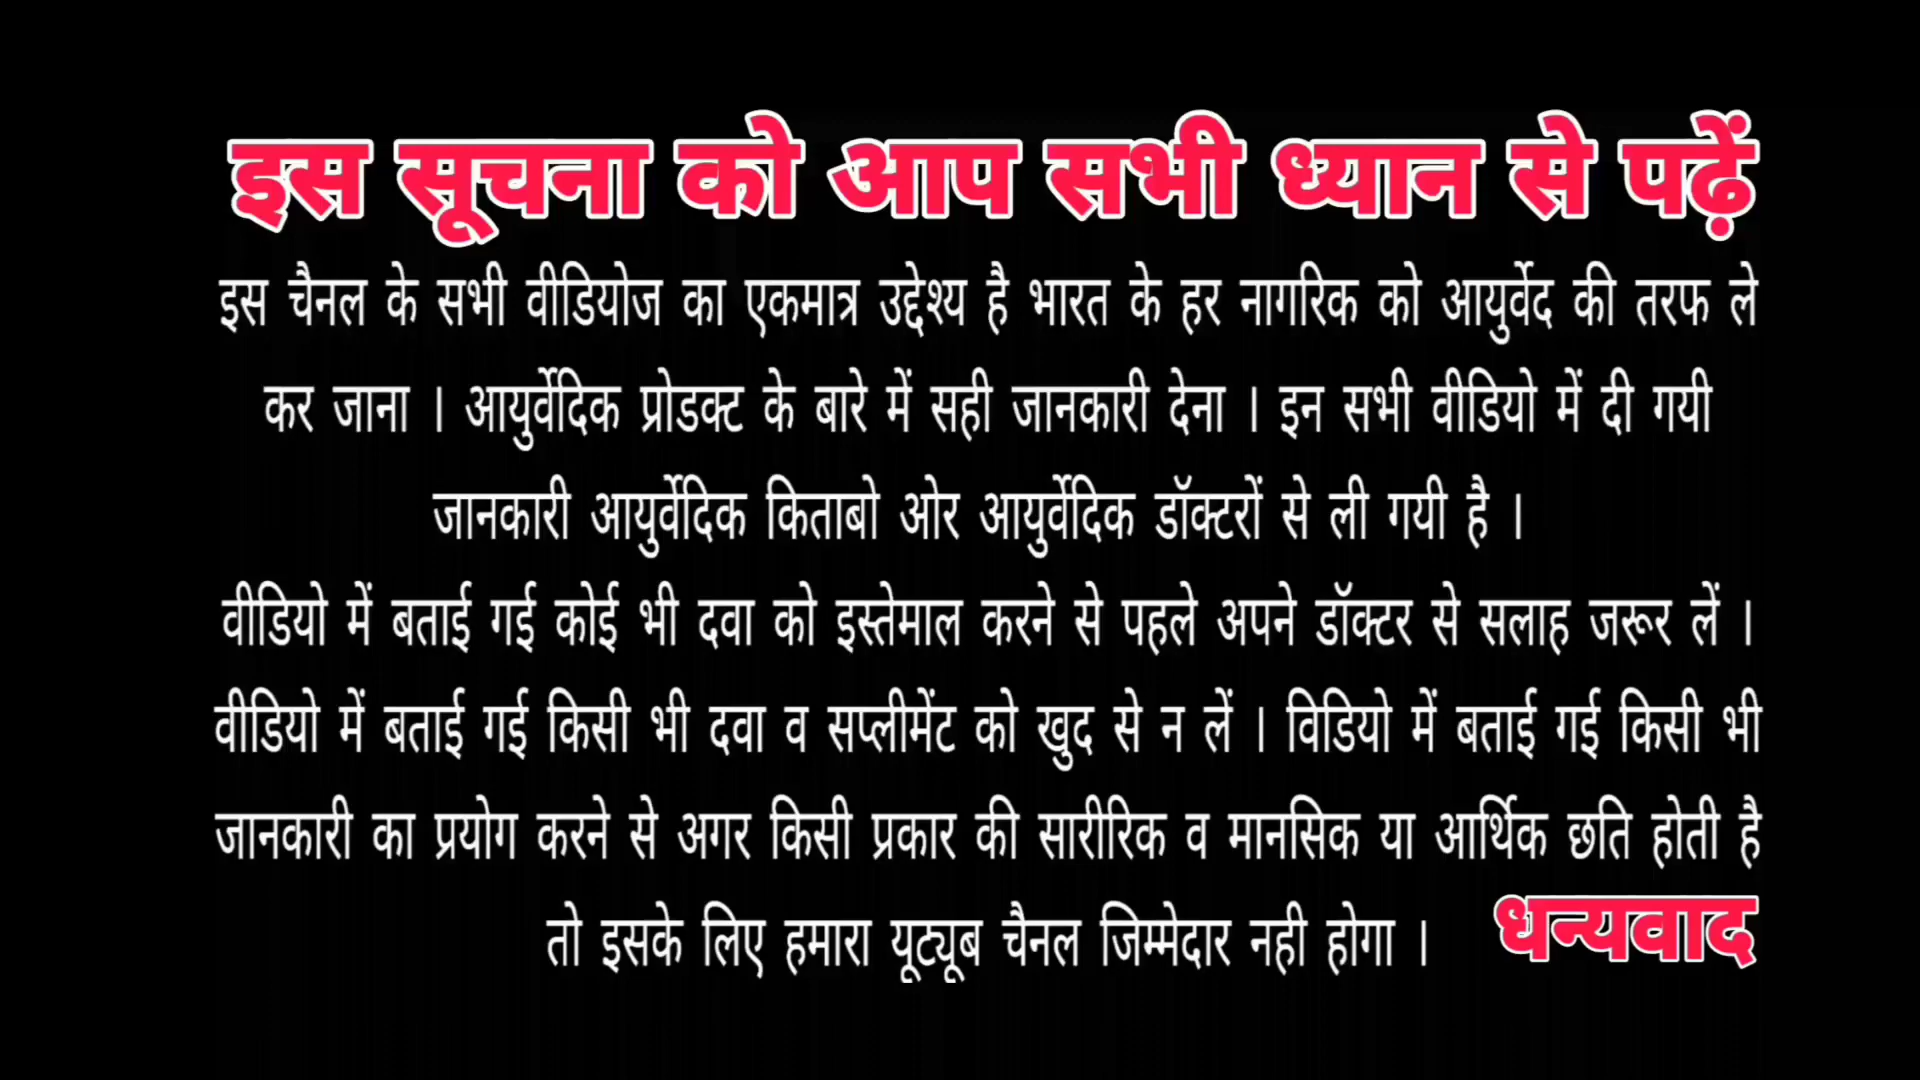 इस सूचना को आप सभी ध्यान से पढ़ें
इस चैनल के सभी वीडियोज का एकमात्र उद्देश्य है भारत के हर नागरिक को आयुर्वेद की तरफ ले
कर जाना । आयुर्वेदिक प्रोडक्ट के बारे में सही जानकारी देना । इन सभी वीडियो में दी गयी
जानकारी आयुर्वेदिक किताबो ओर आयुर्वेदिक डॉक्टरों से ली गयी है ।
वीडियो में बताई गई कोई भी दवा को इस्तेमाल करने से पहले अपने डॉक्टर से सलाह जरूर लें ।
वीडियो में बताई गई किसी भी दवा व सप्लीमेंट को खुद से न लें । विडियो में बताई गई किसी भी
जानकारी का प्रयोग करने से अगर किसी प्रकार की सारीरिक व मानसिक या आर्थिक छति होती है
तो इसके लिए हमारा यूट्यूब चैनल जिम्मेदार नही होगा । धन्यवाद